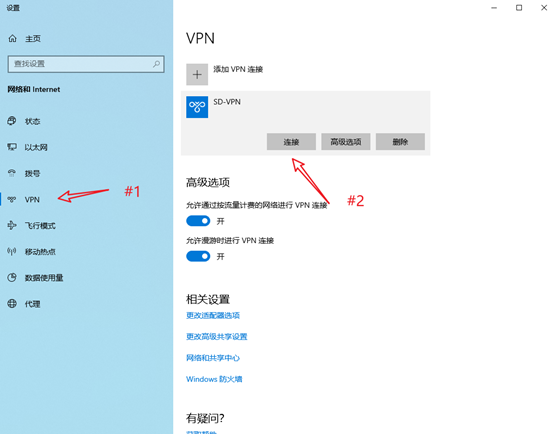 设置
主页
查找设置
网络和 Internet
状态
以太网
拨号
VPN
飞行模式
移动热点
数据使用量
代理
#1
VPN
添加 VPN 连接
SD-VPN
连接
高级选项
删除
#2
高级选项
允许通过按流量计费的网络进行 VPN 连接
开
允许漫游时进行 VPN 连接
开
相关设置
更改适配器选项
更改高级共享设置
网络和共享中心
Windows 防火墙
有疑问?
获取帮助